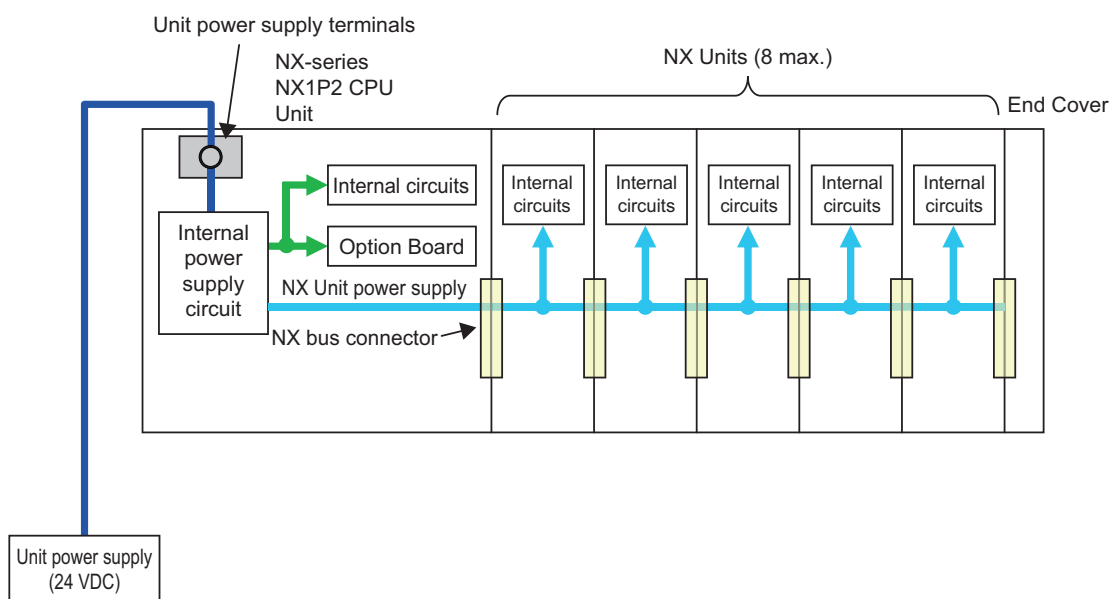 Unit power supply terminals
NX-series
NX1P2 CPU
Unit
NX Units (8 max.)
End Cover
Internal circuits
Option Board
Internal
power
supply
circuit
NX Unit power supply
NX bus connector
Internal
circuits
Internal
circuits
Internal
circuits
Internal
circuits
Internal
circuits
Unit power supply
(24 VDC)